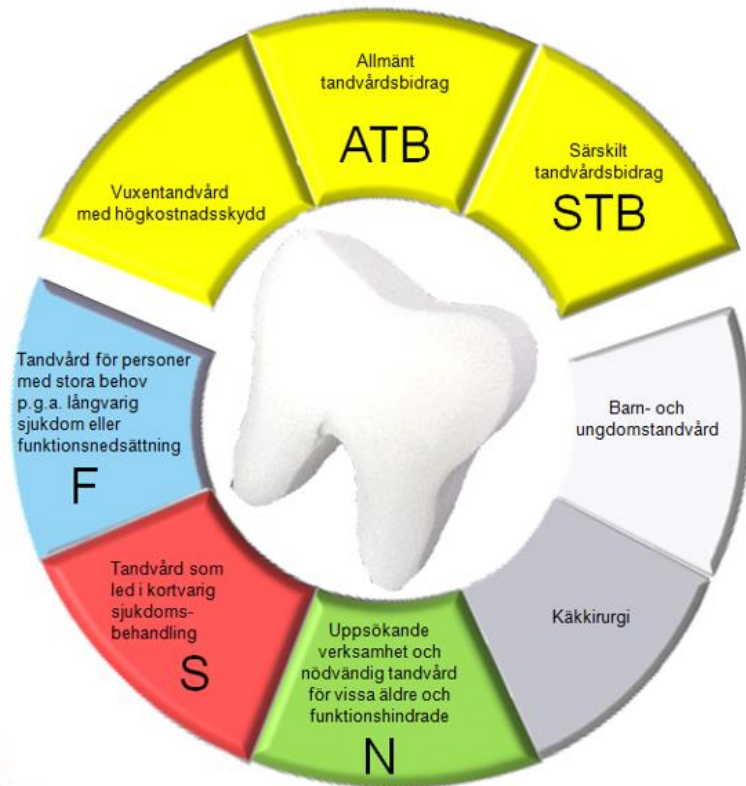 Allmänt
tandvårdsbidrag
ATB
Särskilt
tandvårdsbidrag
STB
Vuxentandvård
med högkostnadsskydd
Tandvård för personer
med stora behov
p.g.a. långvarig
sjukdom eller
funktionsnedsättning
F
Barn- och
ungdomstandvård
Tandvård som
led i kortvarig
sjukdoms-
behandling
S
Käkkirurgi
Uppsökande
verksamhet och
nödvändig tandvård
för vissa äldre och
funktionshindrade
N